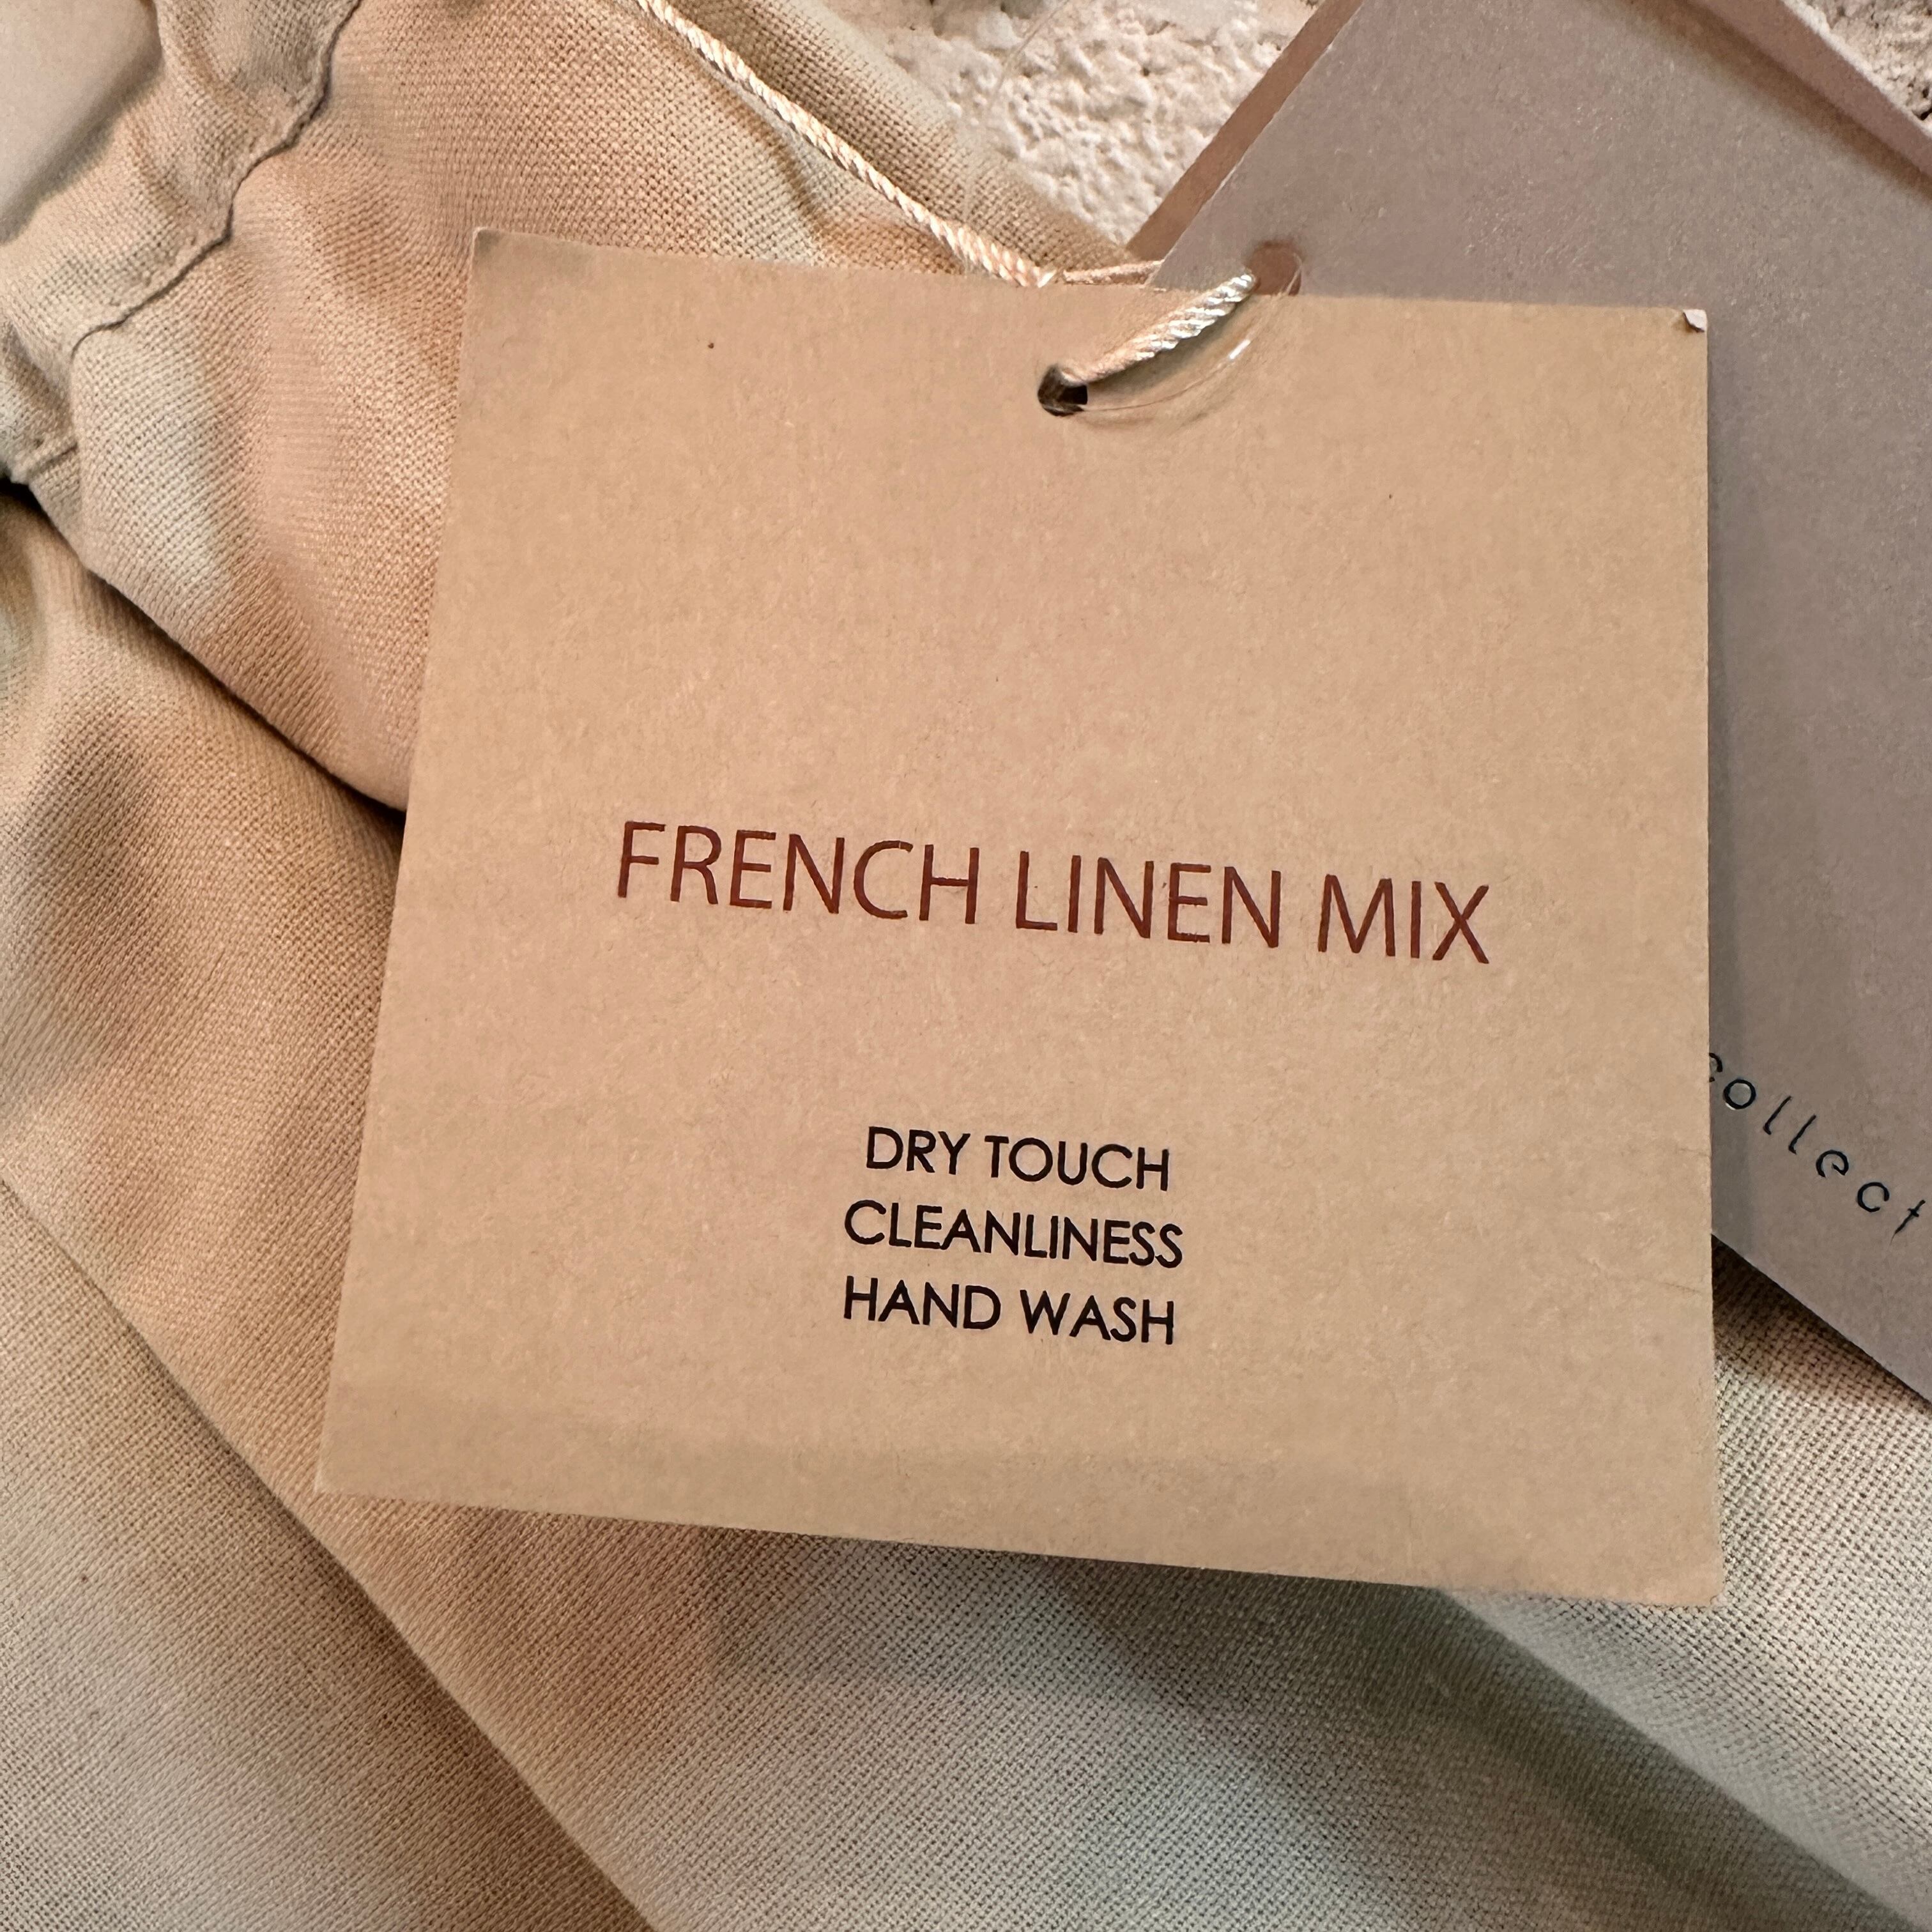 FRENCH LINEN MIX
DRY TOUCH
CLEANLINESS
HAND WASH
collect